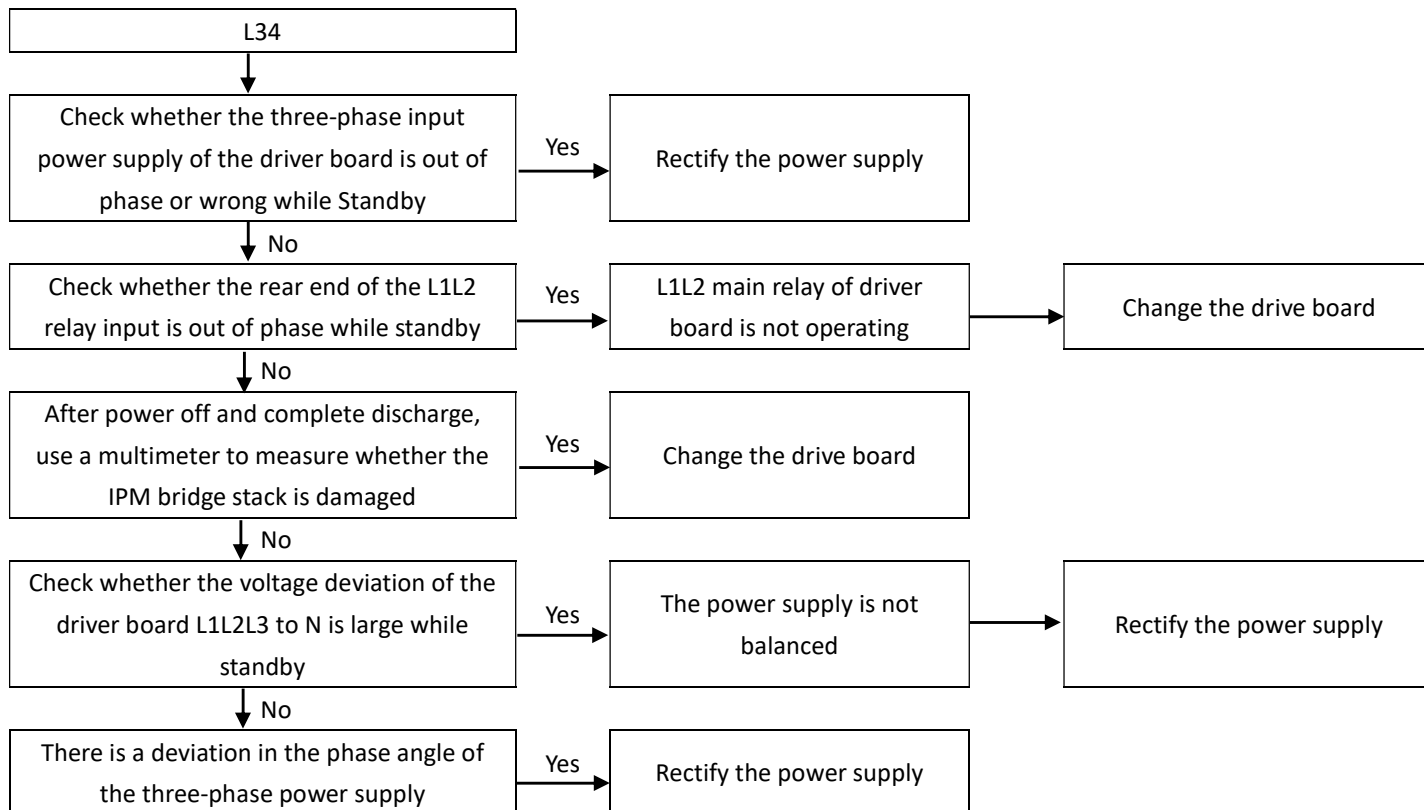 L34
Check whether the three-phase input
power supply of the driver board is out of
phase or wrong while Standby
Yes
Rectify the power supply
No
Check whether the rear end of the L1L2
relay input is out of phase while standby
Yes
L1L2 main relay of driver
board is not operating
Change the drive board
No
After power off and complete discharge,
use a multimeter to measure whether the
IPM bridge stack is damaged
Yes
Change the drive board
No
Check whether the voltage deviation of the
driver board L1L2L3 to N is large while
standby
Yes
The power supply is not
balanced
Rectify the power supply
No
There is a deviation in the phase angle of
the three-phase power supply
Yes
Rectify the power supply